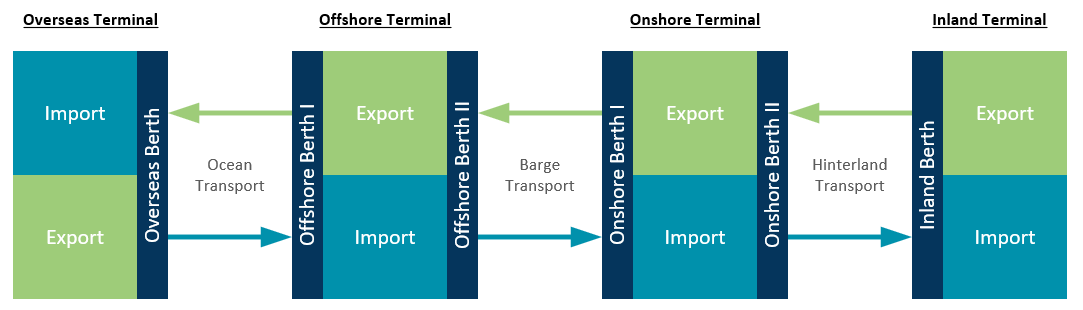 Overseas Terminal
Offshore Terminal
Onshore Terminal
Inland Terminal
Import
Export
Overseas Berth
Ocean
Transport
Offshore Berth I
Export
Import
Offshore Berth II
Barge
Transport
Onshore Berth I
Export
Import
Onshore Berth II
Hinterland
Transport
Inland Berth
Export
Import